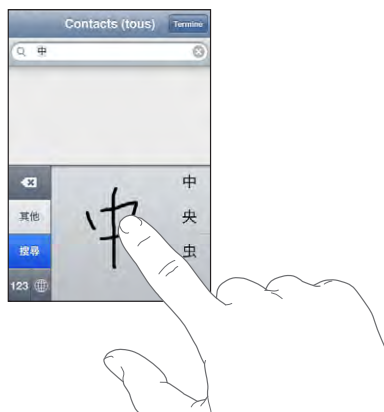 Contacts (tous) Terminé
中
中
其他
央
搜尋
虫
123